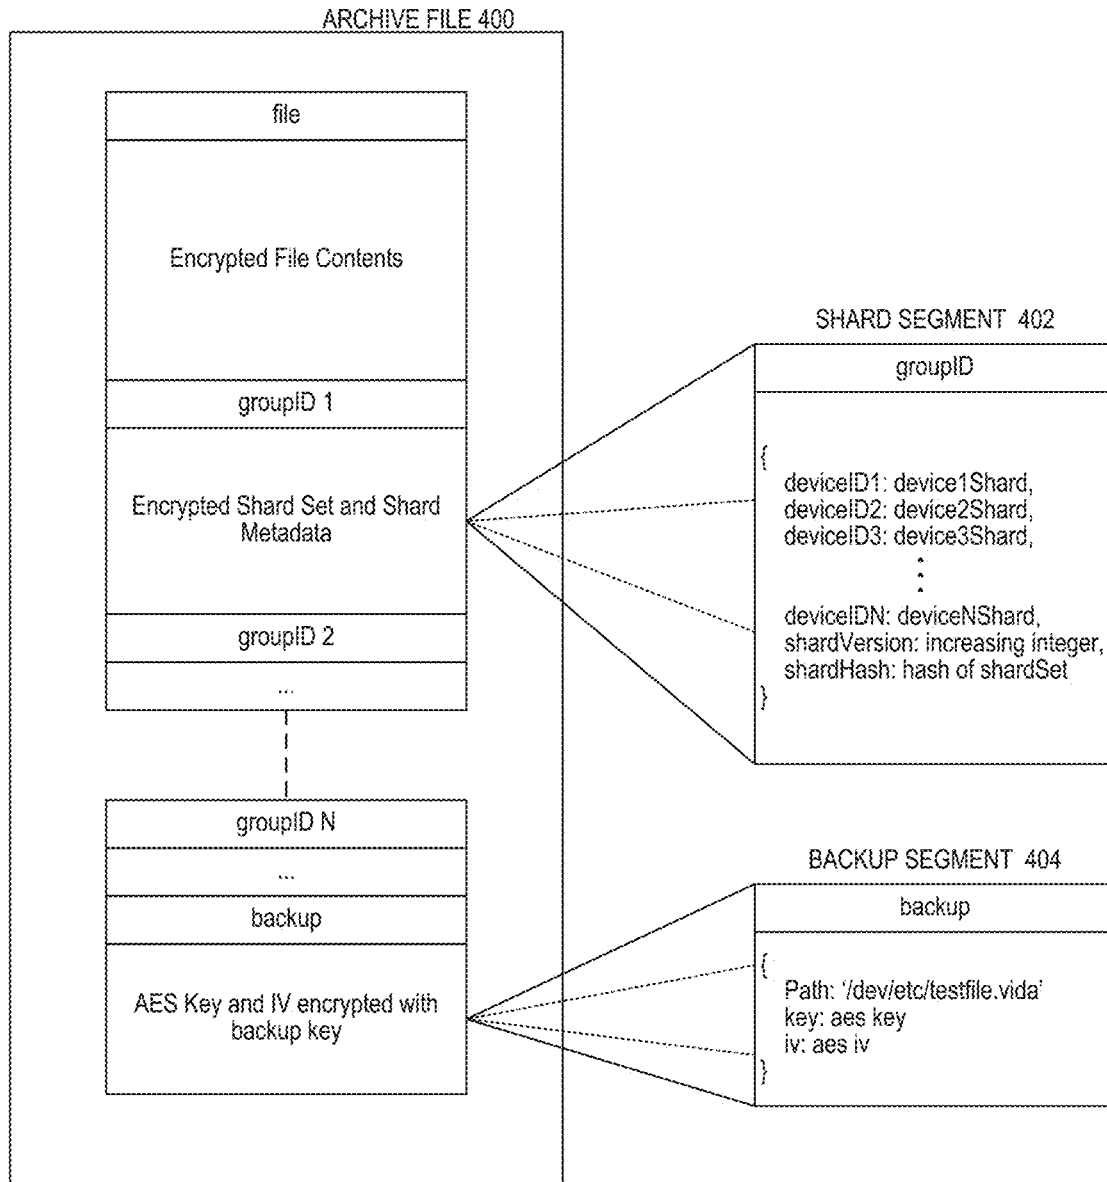 ARCHIVE FILE 400
file
Encrypted File Contents
groupID 1
Encrypted Shard Set and Shard
Metadata
groupID 2
...
groupID N
...
backup
AES Key and IV encrypted with
backup key
SHARD SEGMENT 402
groupID
{
deviceID1: device1Shard,
deviceID2: device2Shard,
deviceID3: device3Shard,
deviceIDN: deviceNShard,
shardVersion: increasing integer,
shardHash: hash of shardSet
}
BACKUP SEGMENT 404
backup
{
Path: '/dev/etc/testfile.vida'
key: aes key
iv: aes iv
}